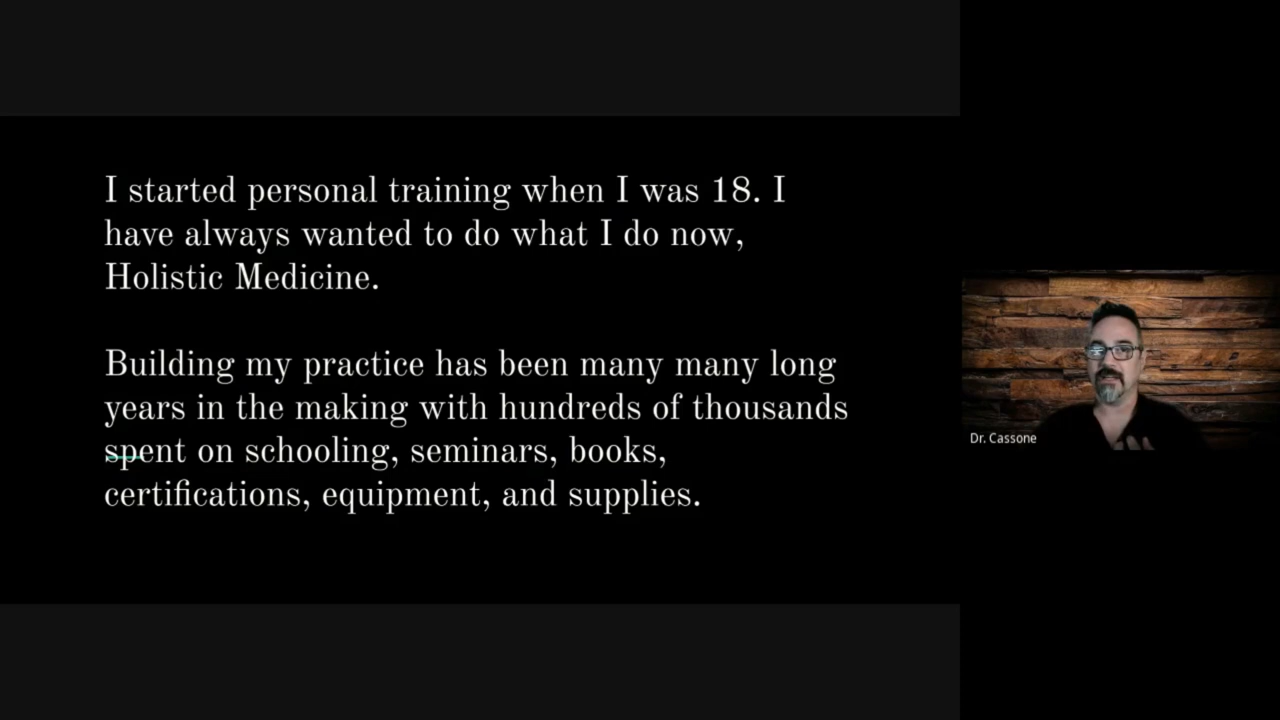 I started personal training when I was 18. I
have always wanted to do what I do now,
Holistic Medicine.
Building my practice has been many many long
years in the making with hundreds of thousands
spent on schooling, seminars, books,
certifications, equipment, and supplies.
Dr. Cassone